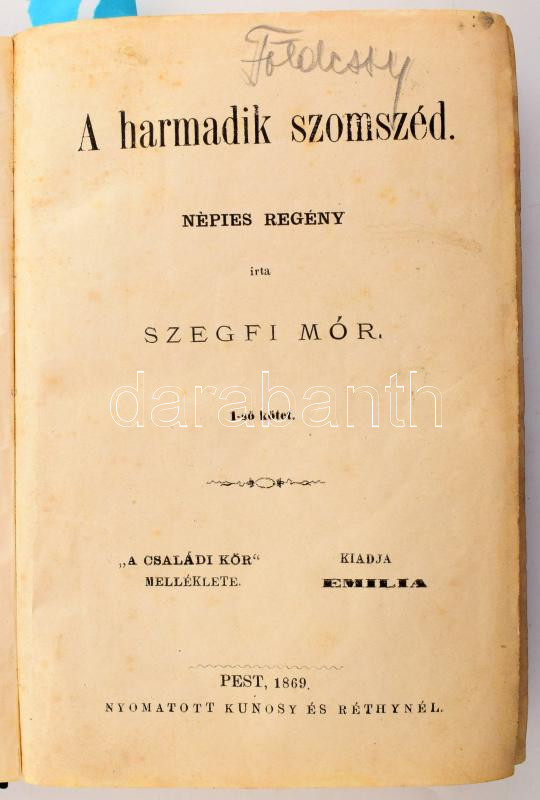 Földessy
A harmadik szomszéd.
NÈPIES REGÉNY
irta
SZEGFI MÓR.
darabanth
1-ső kötet.
„A CSALÁDI KÖR“
MELLÉKLETE.
KIADJA
EMILIA
PEST, 1869.
NYOMATOTT KUNOSY ÉS RÉTHYNÉL.